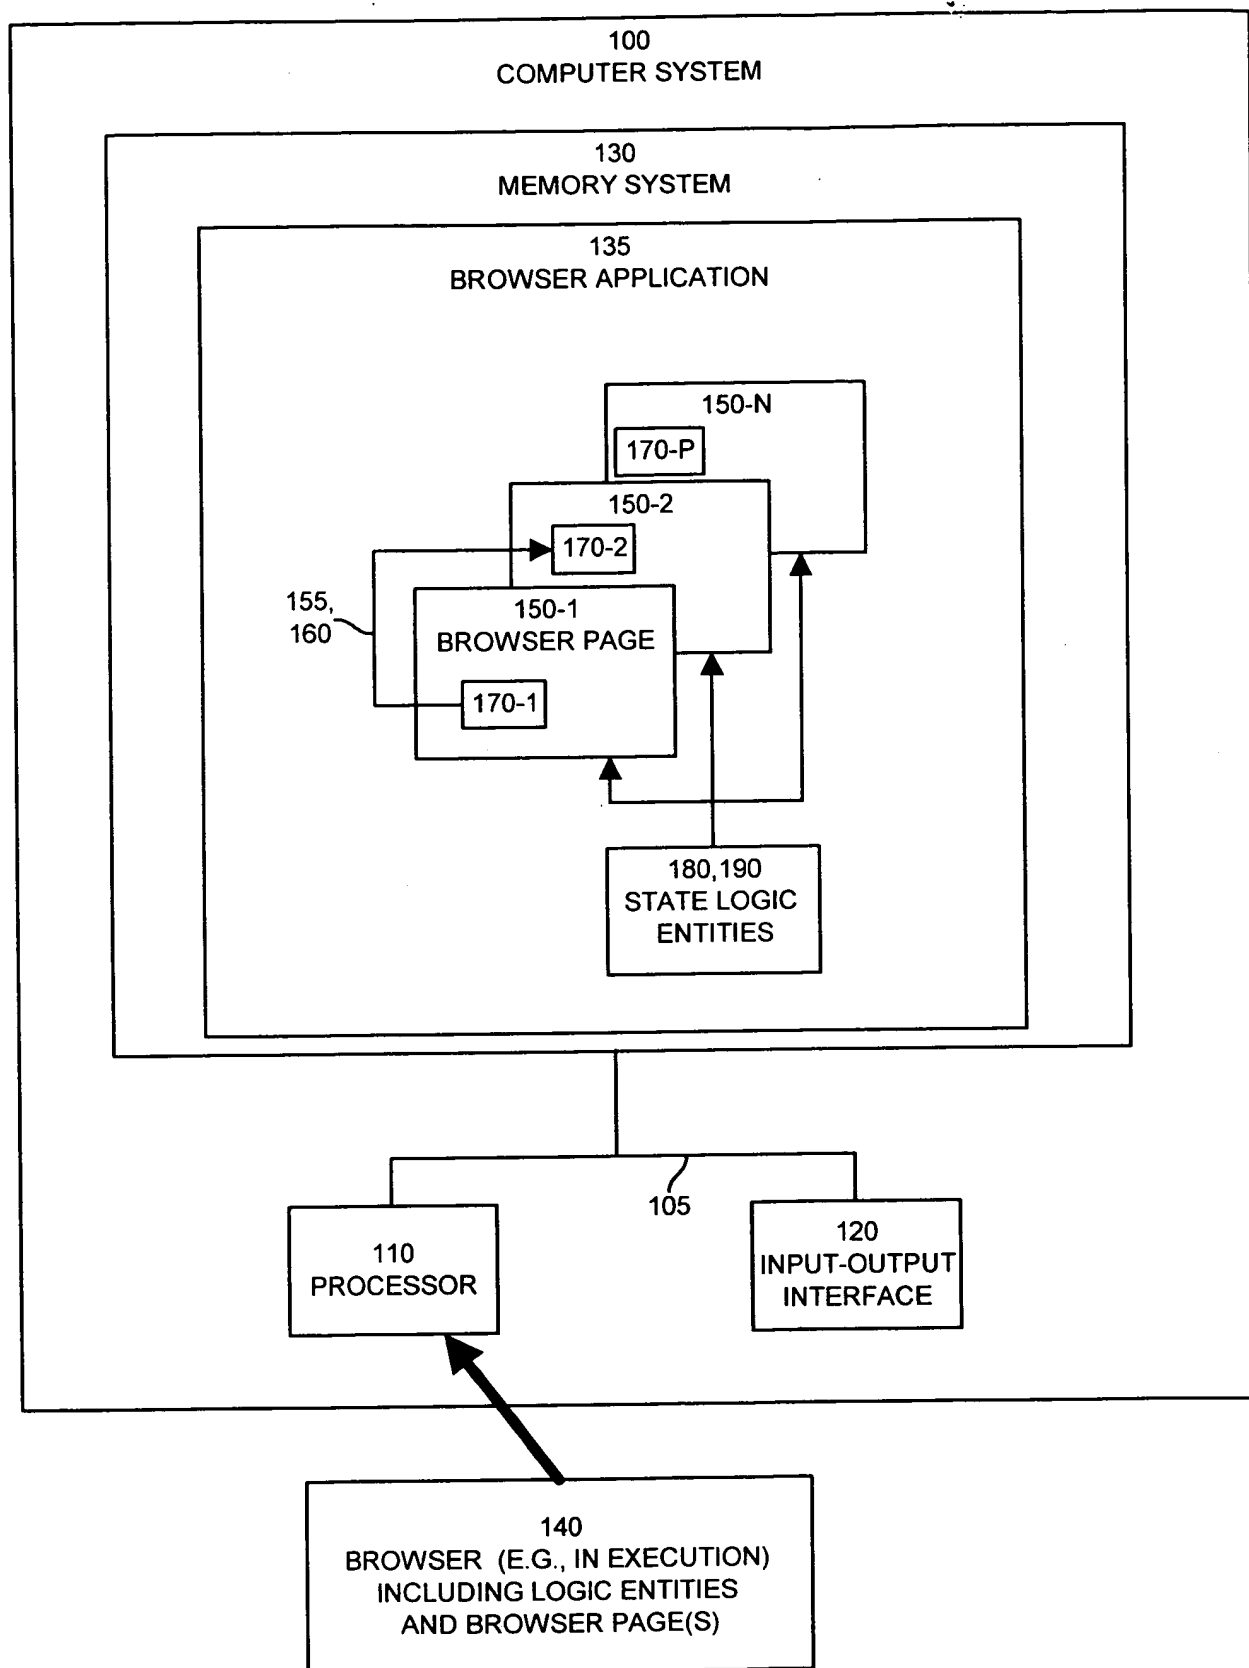 100
COMPUTER SYSTEM
130
MEMORY SYSTEM
135
BROWSER APPLICATION
150-N
170-P
150-2
170-2
155,
160
150-1
BROWSER PAGE
170-1
180,190
STATE LOGIC
ENTITIES
105
110
PROCESSOR
120
INPUT-OUTPUT
INTERFACE
140
BROWSER (E.G., IN EXECUTION)
INCLUDING LOGIC ENTITIES
AND BROWSER PAGE(S)